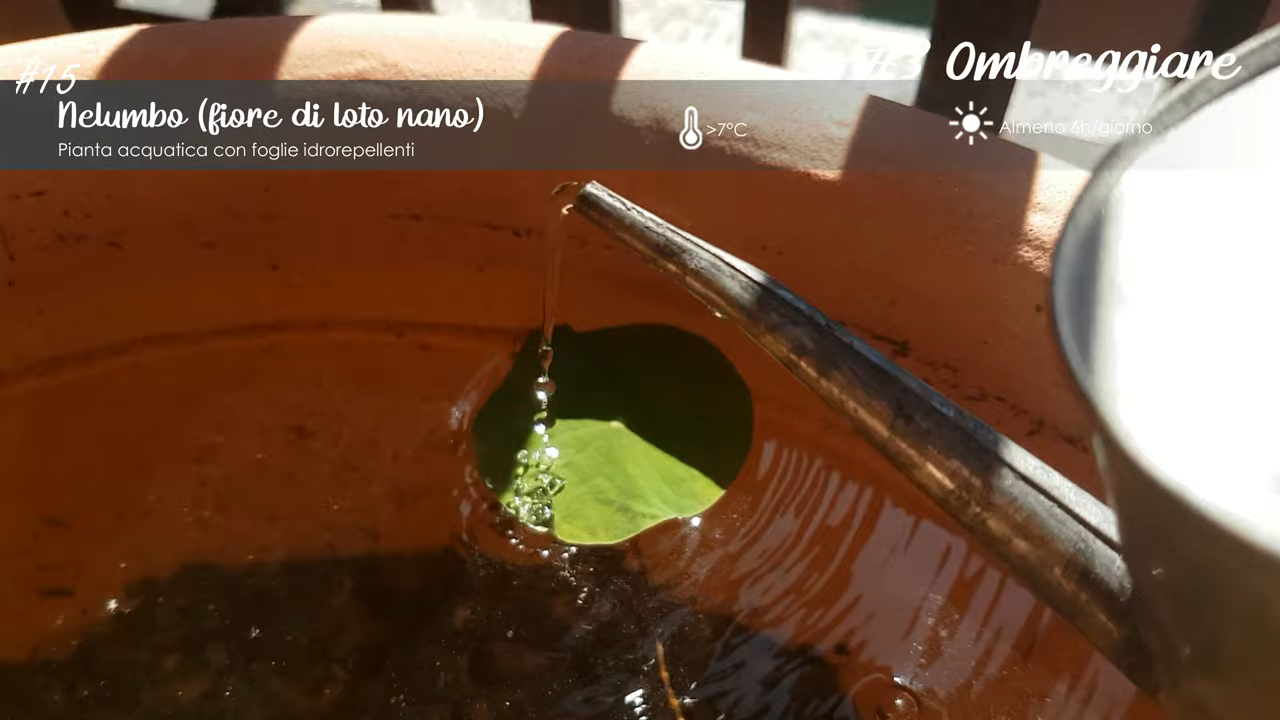 #15
Ombreggiare
Nelumbo (fiore di loto nano)
>7°C
Almeno 6h/giorno
Pianta acquatica con foglie idrorepellenti